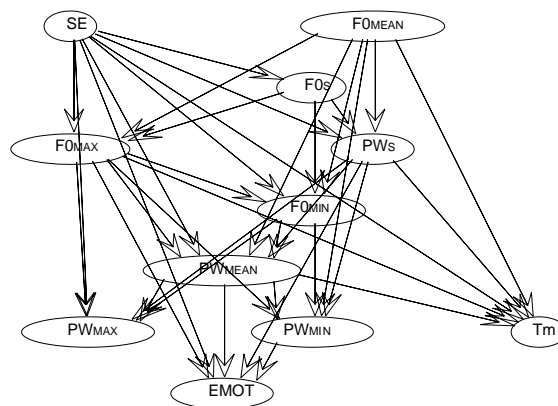 SE
F0MEAN
F0S
F0MAX
PWS
F0MIN
PWMEAN
PWMAX
PWMIN
Tm
EMOT